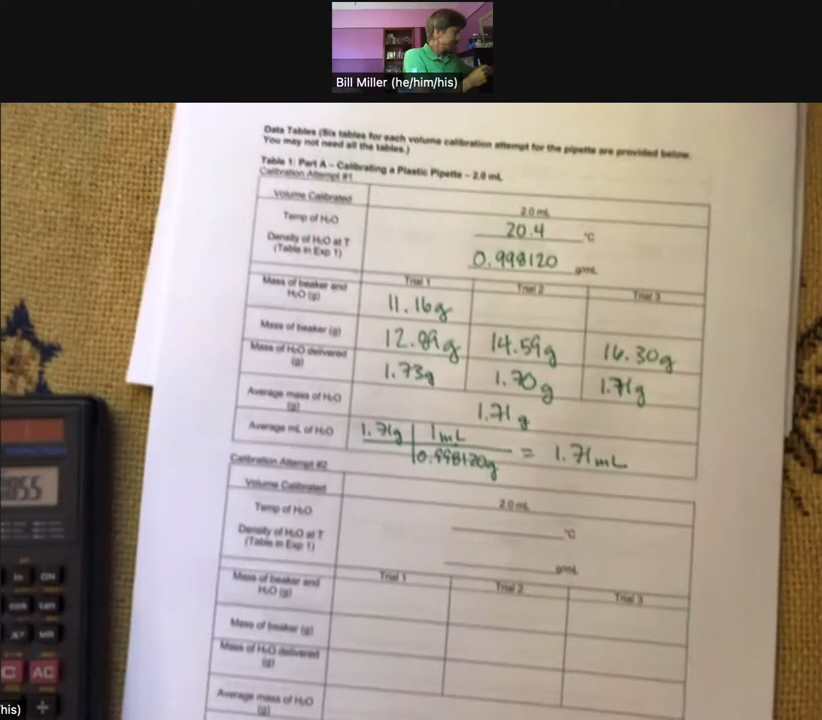 Bill Miller (he/him/his)
Data Tables (Six tables for each volume calibration attempt for the pipette are provided below.
You may not need all the tables.)
Table 1: Part A – Calibrating a Plastic Pipette – 2.0 mL
Calibration Attempt #1
Volume Calibrated
2.0 mL
Temp of H₂O
20.4 °C
Density of H₂O at T
(Table in Exp 1)
0.998120 g/mL
Trial 1 Trial 2 Trial 3
Mass of beaker and
H₂O (g)
11.16g
Mass of beaker (g)
12.89g 14.59g 16.30g
Mass of H₂O delivered
(g)
1.73g 1.70g 1.71g
Average mass of H₂O
(g)
1.71g
Average mL of H₂O
1.71g | 1mL
0.998120g = 1.71mL
Calibration Attempt #2
Volume Calibrated
2.0 mL
Temp of H₂O
°C
Density of H₂O at T
(Table in Exp 1)
g/mL
Trial 1 Trial 2 Trial 3
Mass of beaker and
H₂O (g)
Mass of beaker (g)
Mass of H₂O delivered
(g)
Average mass of H₂O
(g)
ln ON
cos tan
X² MR
C AC
÷
his)